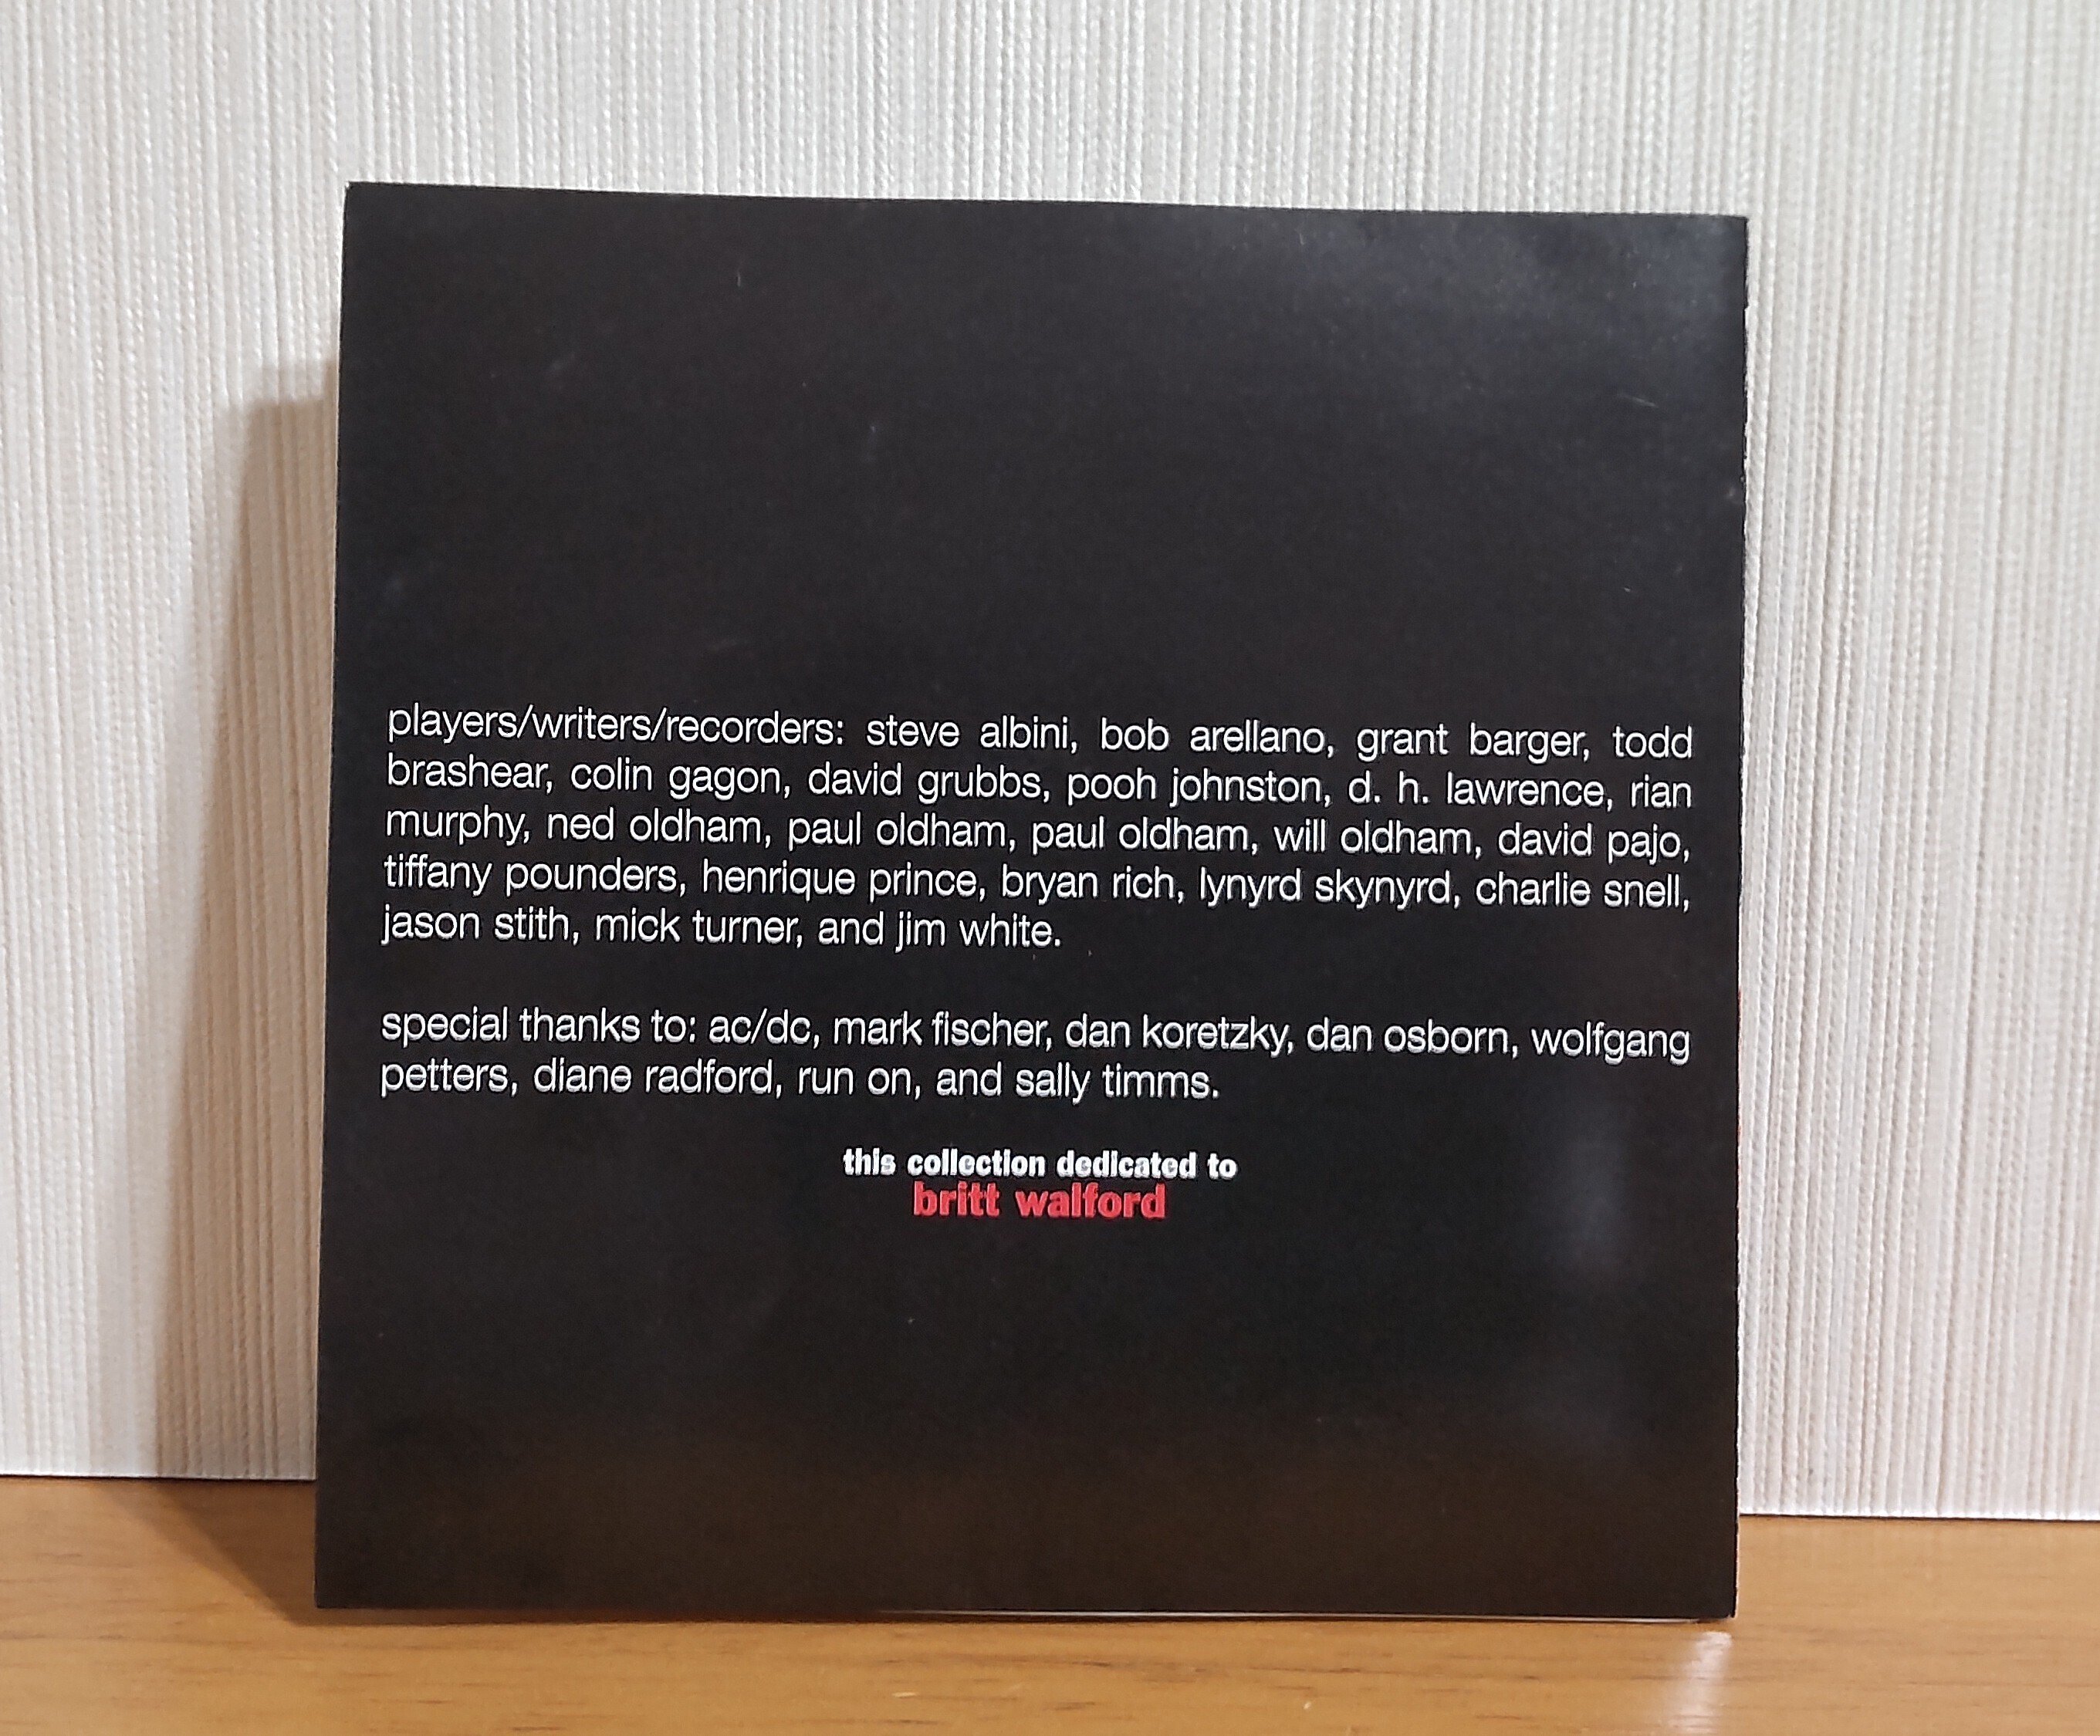 players/writers/recorders: steve albini, bob arellano, grant barger, todd
brashear, colin gagon, david grubbs, pooh johnston, d. h. lawrence, rian
murphy, ned oldham, paul oldham, paul oldham, will oldham, david pajo,
tiffany pounders, henrique prince, bryan rich, lynyrd skynyrd, charlie snell,
jason stith, mick turner, and jim white.
special thanks to: ac/dc, mark fischer, dan koretzky, dan osborn, wolfgang
petters, diane radford, run on, and sally timms.
this collection dedicated to
britt walford